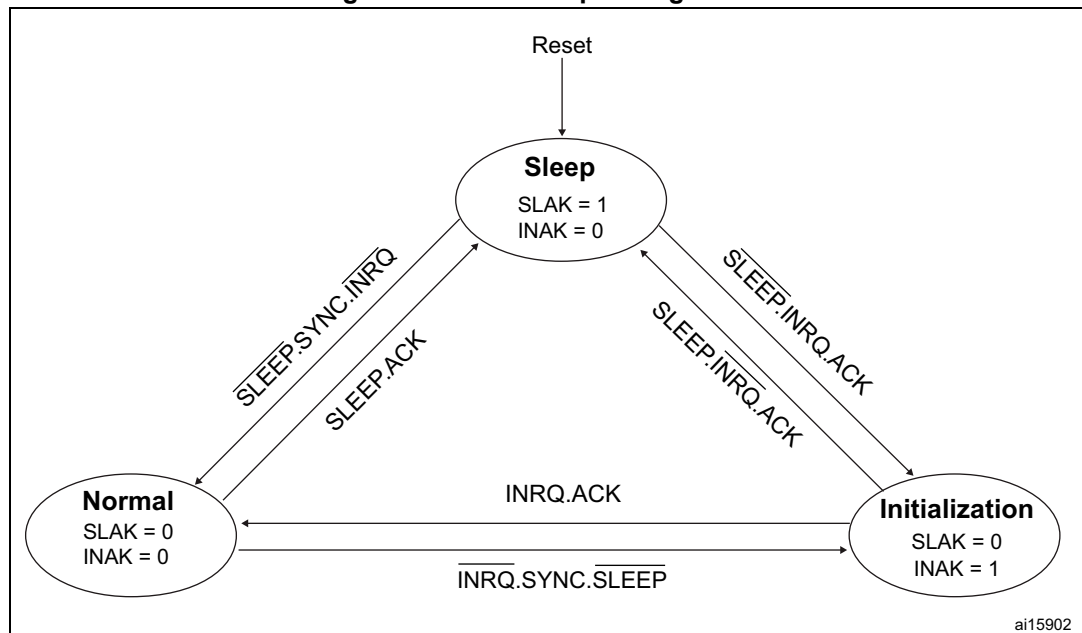 Reset
Sleep
SLAK = 1
INAK = 0
SLEEP.SYNC.INRQ
SLEEP.ACK
SLEEP.INRQ.ACK
SLEEP.INRQ.ACK
Normal
SLAK = 0
INAK = 0
INRQ.ACK
INRQ.SYNC.SLEEP
Initialization
SLAK = 0
INAK = 1
ai15902